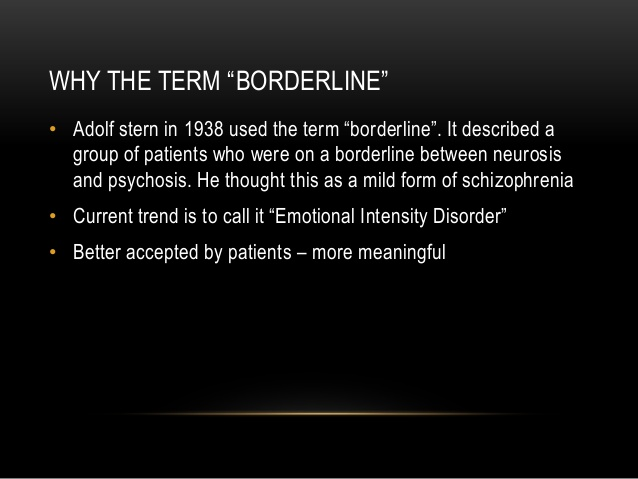 WHY THE TERM “BORDERLINE”
• Adolf stern in 1938 used the term “borderline”. It described a
group of patients who were on a borderline between neurosis
and psychosis. He thought this as a mild form of schizophrenia
• Current trend is to call it “Emotional Intensity Disorder”
• Better accepted by patients – more meaningful